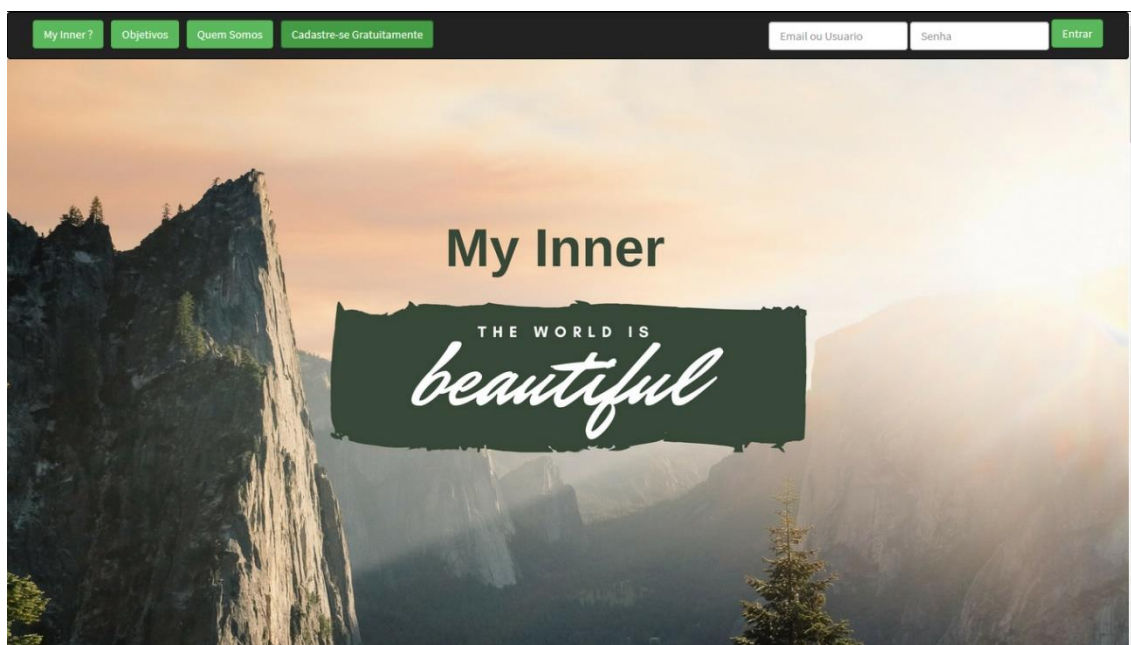 My Inner ? Objetivos Quem Somos Cadastre-se Gratuitamente Email ou Usuario Senha Entrar
My Inner
THE WORLD IS
beautiful